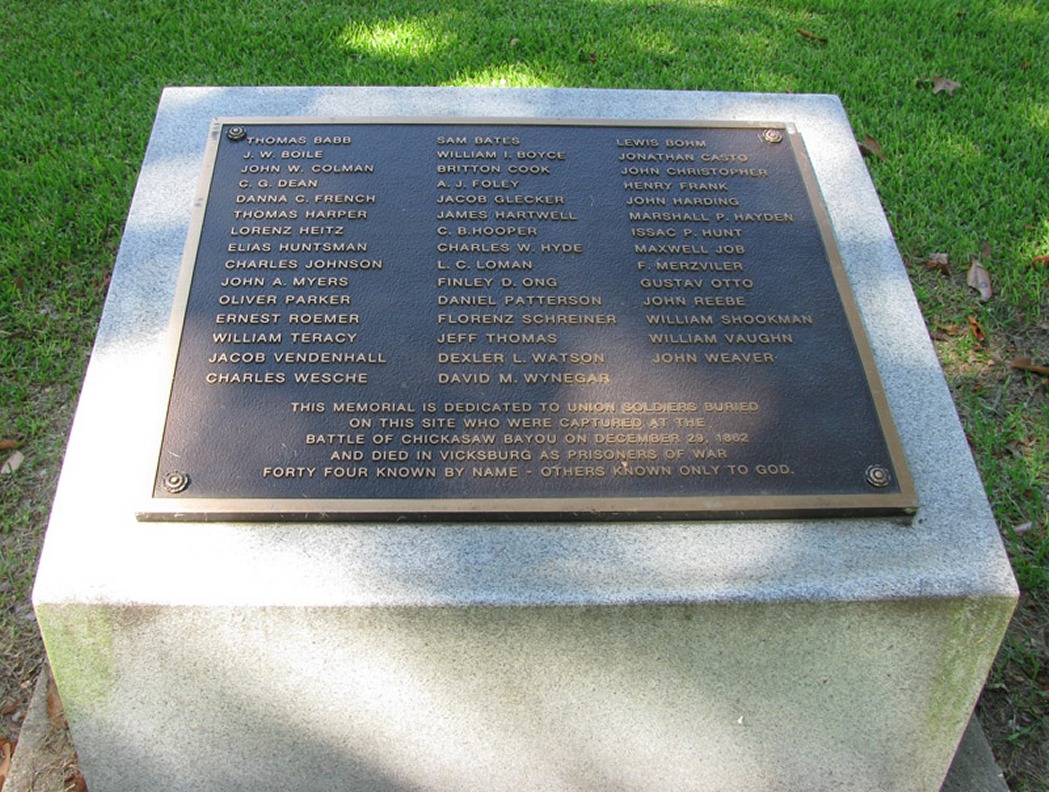 THOMAS BABB
J. W. BOILE
JOHN W. COLMAN
C. G. DEAN
DANNA C. FRENCH
THOMAS HARPER
LORENZ HEITZ
ELIAS HUNTSMAN
CHARLES JOHNSON
JOHN A. MYERS
OLIVER PARKER
ERNEST ROEMER
WILLIAM TERACY
JACOB VENDENHALL
CHARLES WESCHE
SAM BATES
WILLIAM I. BOYCE
BRITTON COOK
A. J. FOLEY
JACOB GLECKER
JAMES HARTWELL
C. B.HOOPER
CHARLES W. HYDE
L. C. LOMAN
FINLEY D. ONG
DANIEL PATTERSON
FLORENZ SCHREINER
JEFF THOMAS
DEXLER L. WATSON
DAVID M. WYNEGAR
LEWIS BOHM
JONATHAN CASTO
JOHN CHRISTOPHER
HENRY FRANK
JOHN HARDING
MARSHALL P. HAYDEN
ISSAC P. HUNT
MAXWELL JOB
F. MERZVILER
GUSTAV OTTO
JOHN REEBE
WILLIAM SHOOKMAN
WILLIAM VAUGHN
JOHN WEAVER
THIS MEMORIAL IS DEDICATED TO UNION SOLDIERS BURIED
ON THIS SITE WHO WERE CAPTURED AT THE
BATTLE OF CHICKASAW BAYOU ON DECEMBER 29, 1862
AND DIED IN VICKSBURG AS PRISONERS OF WAR
FORTY FOUR KNOWN BY NAME - OTHERS KNOWN ONLY TO GOD.